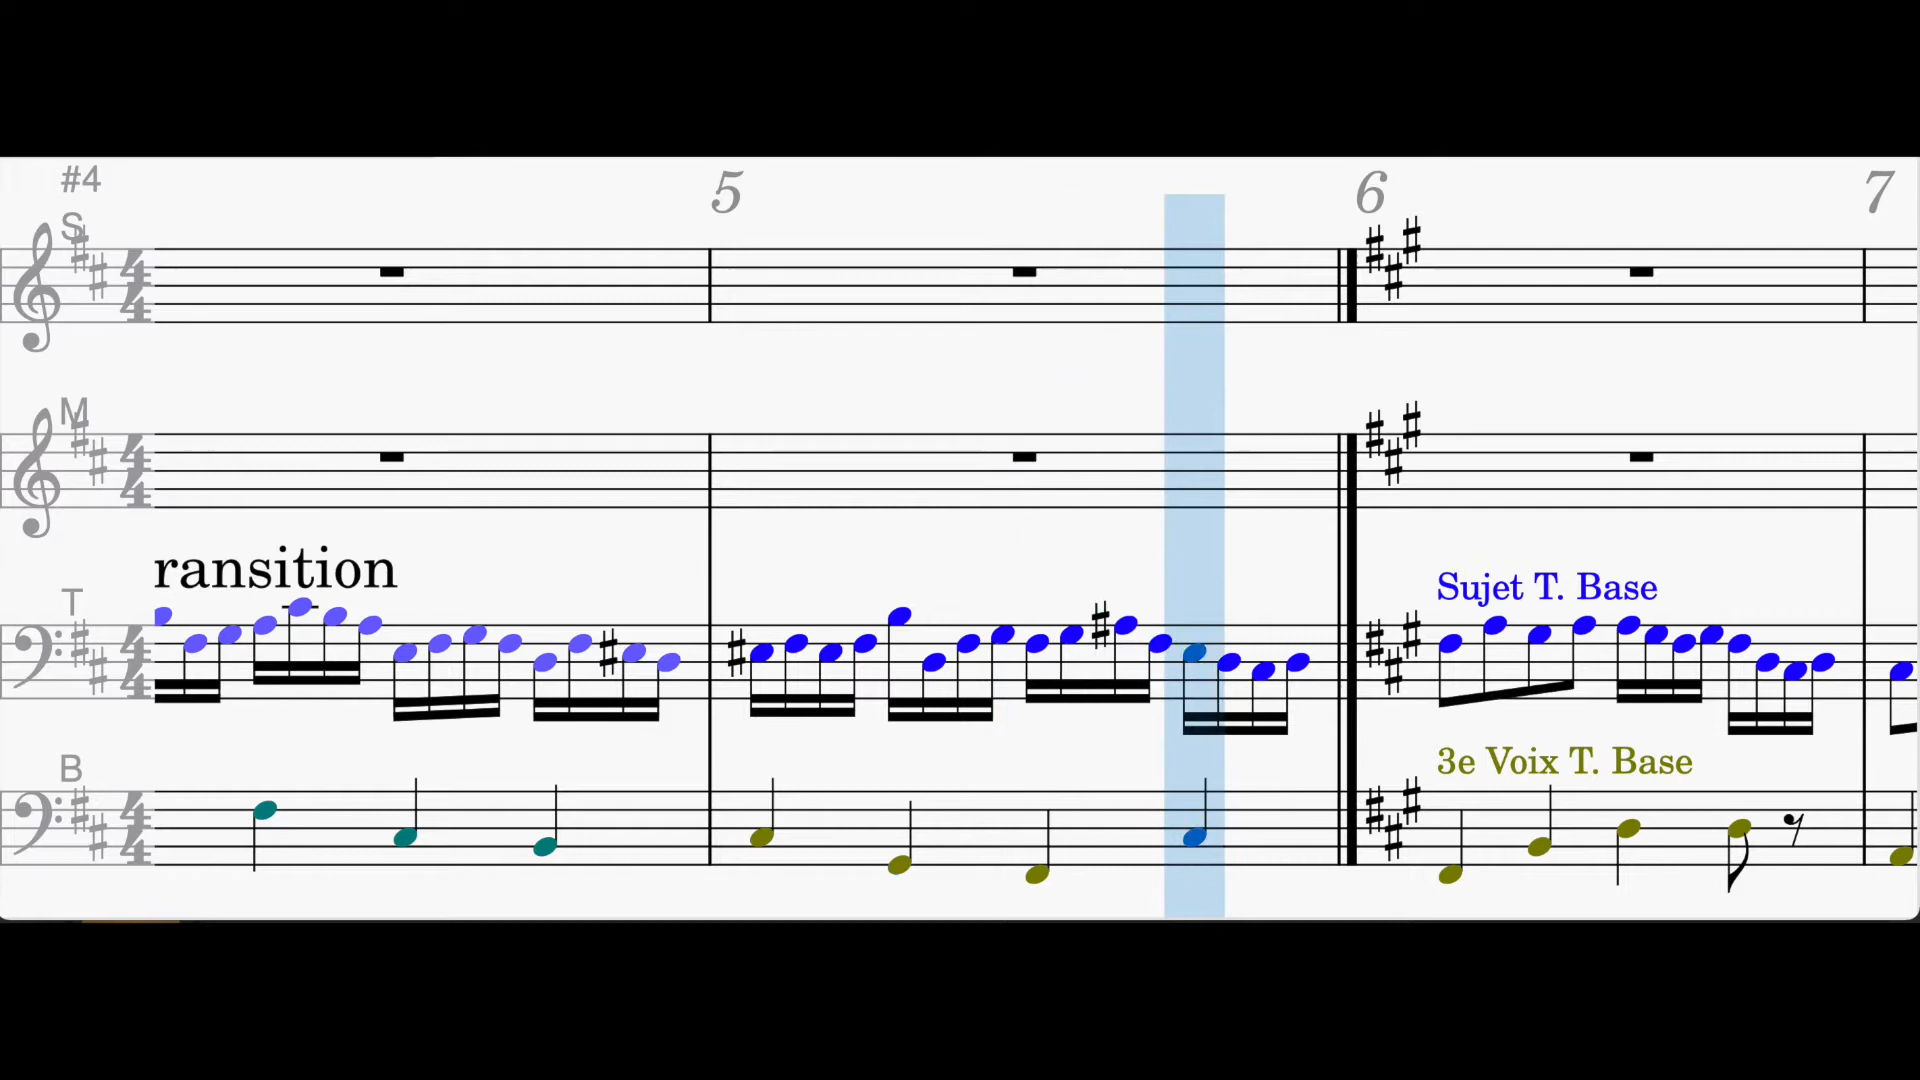 #4
5
6
7
S
M
ransition
T
Sujet T. Base
B
3e Voix T. Base